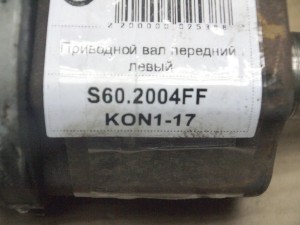 Приводной вал передний
левый
S60.2004FF
KON1-17